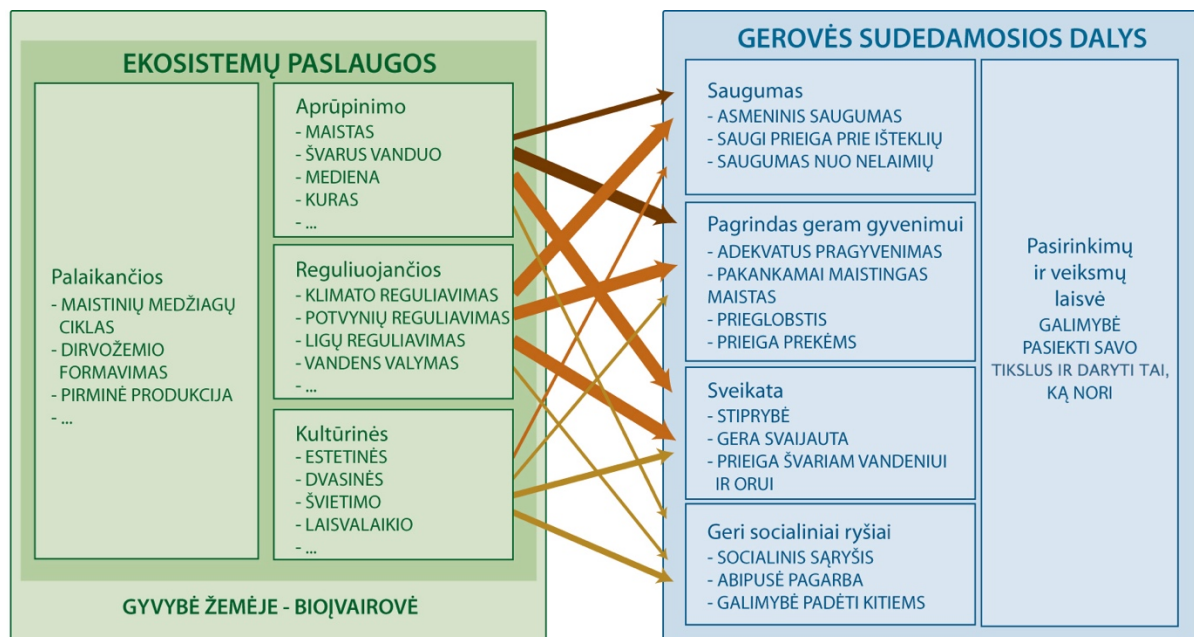 EKOSISTEMŲ PASLAUGOS
Palaikančios
- MAISTINIŲ MEDŽIAGŲ
CIKLAS
- DIRVOŽEMIO
FORMAVIMAS
- PIRMINĖ PRODUKCIJA
- ...
Aprūpinimo
- MAISTAS
- ŠVARUS VANDUO
- MEDIENA
- KURAS
- ...
Reguliuojančios
- KLIMATO REGULIAVIMAS
- POTVYNIŲ REGULIAVIMAS
- LIGŲ REGULIAVIMAS
- VANDENS VALYMAS
- ...
Kultūrinės
- ESTETINĖS
- DVASINĖS
- ŠVIETIMO
- LAISVALAIKIO
- ...
GYVYBĖ ŽEMĖJE - BIOĮVAIROVĖ
GEROVĖS SUDEDAMOSIOS DALYS
Saugumas
- ASMENINIS SAUGUMAS
- SAUGI PRIEIGA PRIE IŠTEKLIŲ
- SAUGUMAS NUO NELAIMIŲ
Pagrindas geram gyvenimui
- ADEKVATUS PRAGYVENIMAS
- PAKANKAMAI MAISTINGAS
MAISTAS
- PRIEGLOBSTIS
- PRIEIGA PREKĖMS
Sveikata
- STIPRYBĖ
- GERA SVAIJAUTA
- PRIEIGA ŠVARIAM VANDENIUI
IR ORUI
Geri socialiniai ryšiai
- SOCIALINIS SĄRYŠIS
- ABIPUSĖ PAGARBA
- GALIMYBĖ PADĖTI KITIEMS
Pasirinkimų
ir veiksmų
laisvė
GALIMYBĖ
PASIEKTI SAVO
TIKSLUS IR DARYTI TAI,
KĄ NORI